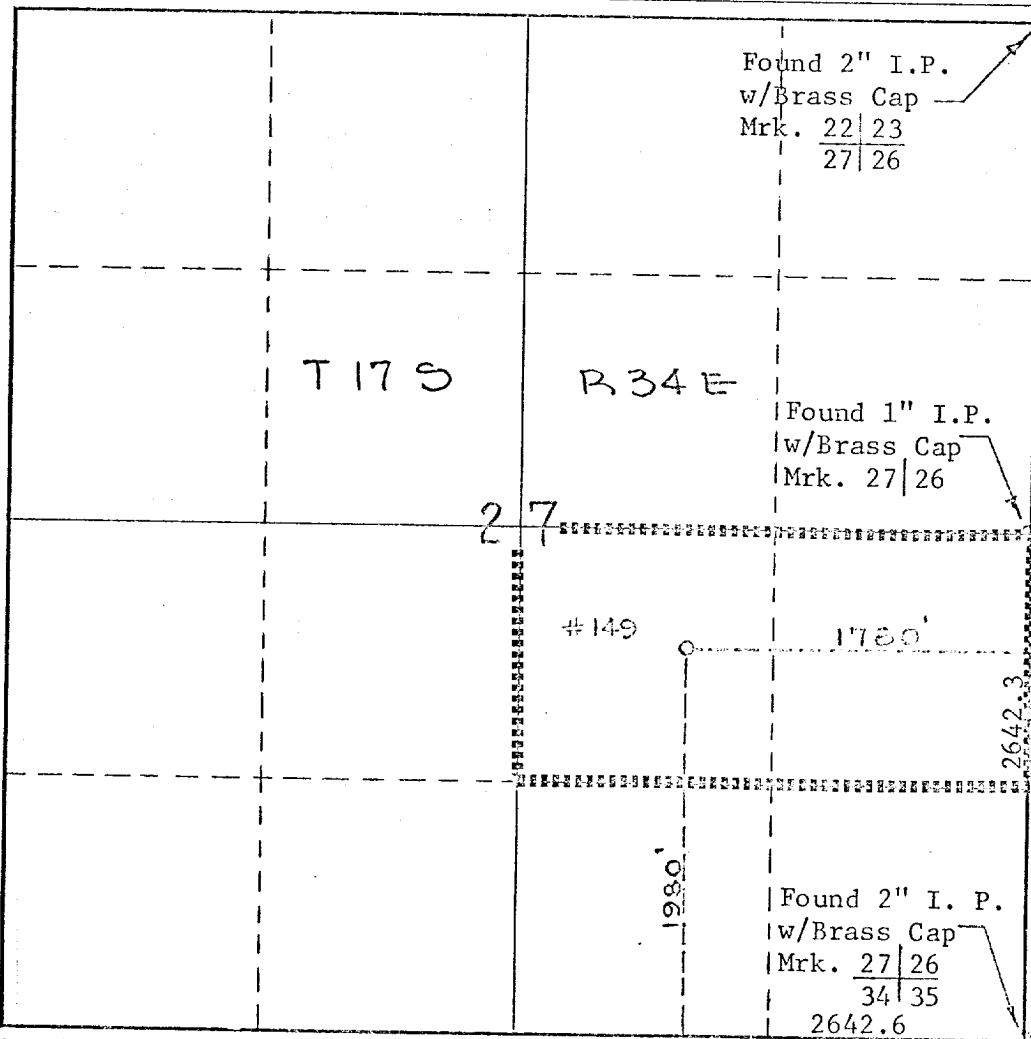 Found 2" I.P.
w/Brass Cap
Mrk. 22|23
27|26
T 17 S R 34 E
Found 1" I.P.
w/Brass Cap
Mrk. 27|26
27
#149
1780'
2642.3
1980'
Found 2" I. P.
w/Brass Cap
Mrk. 27|26
34|35
2642.6